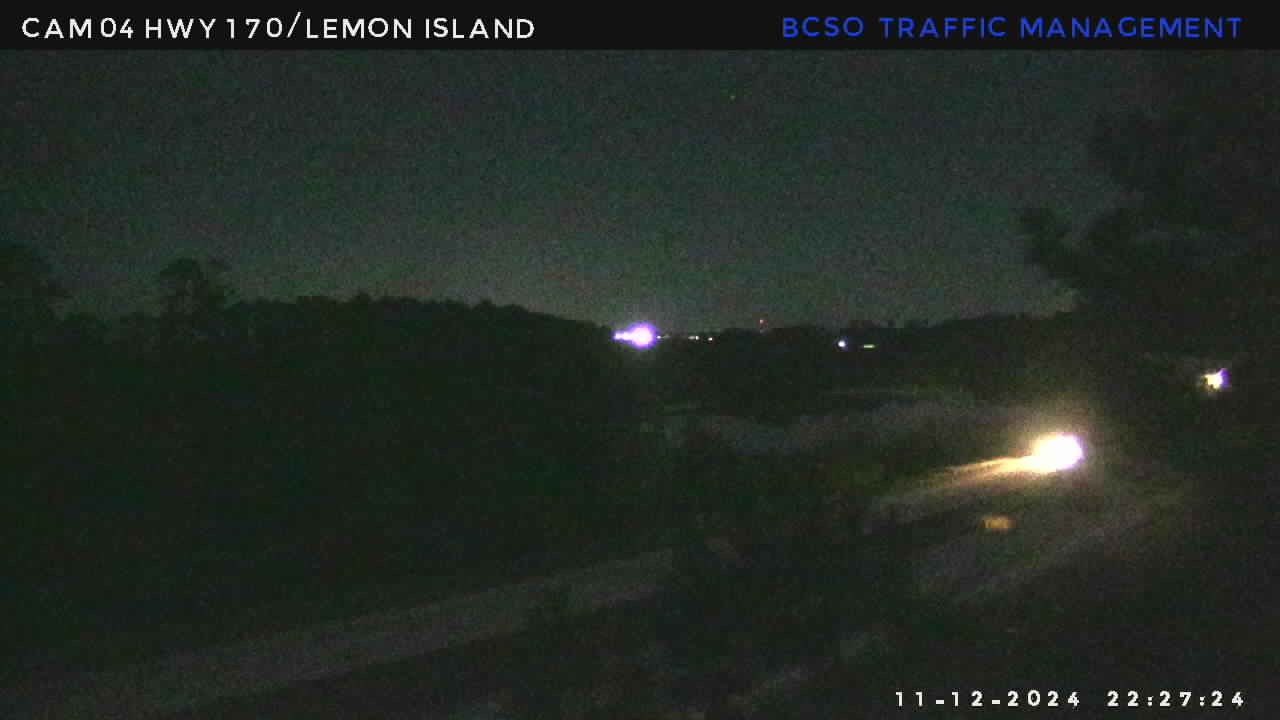 CAM04 HWY 170/LEMON ISLAND
BCSO TRAFFIC MANAGEMENT
11-12-2024 22:27:24